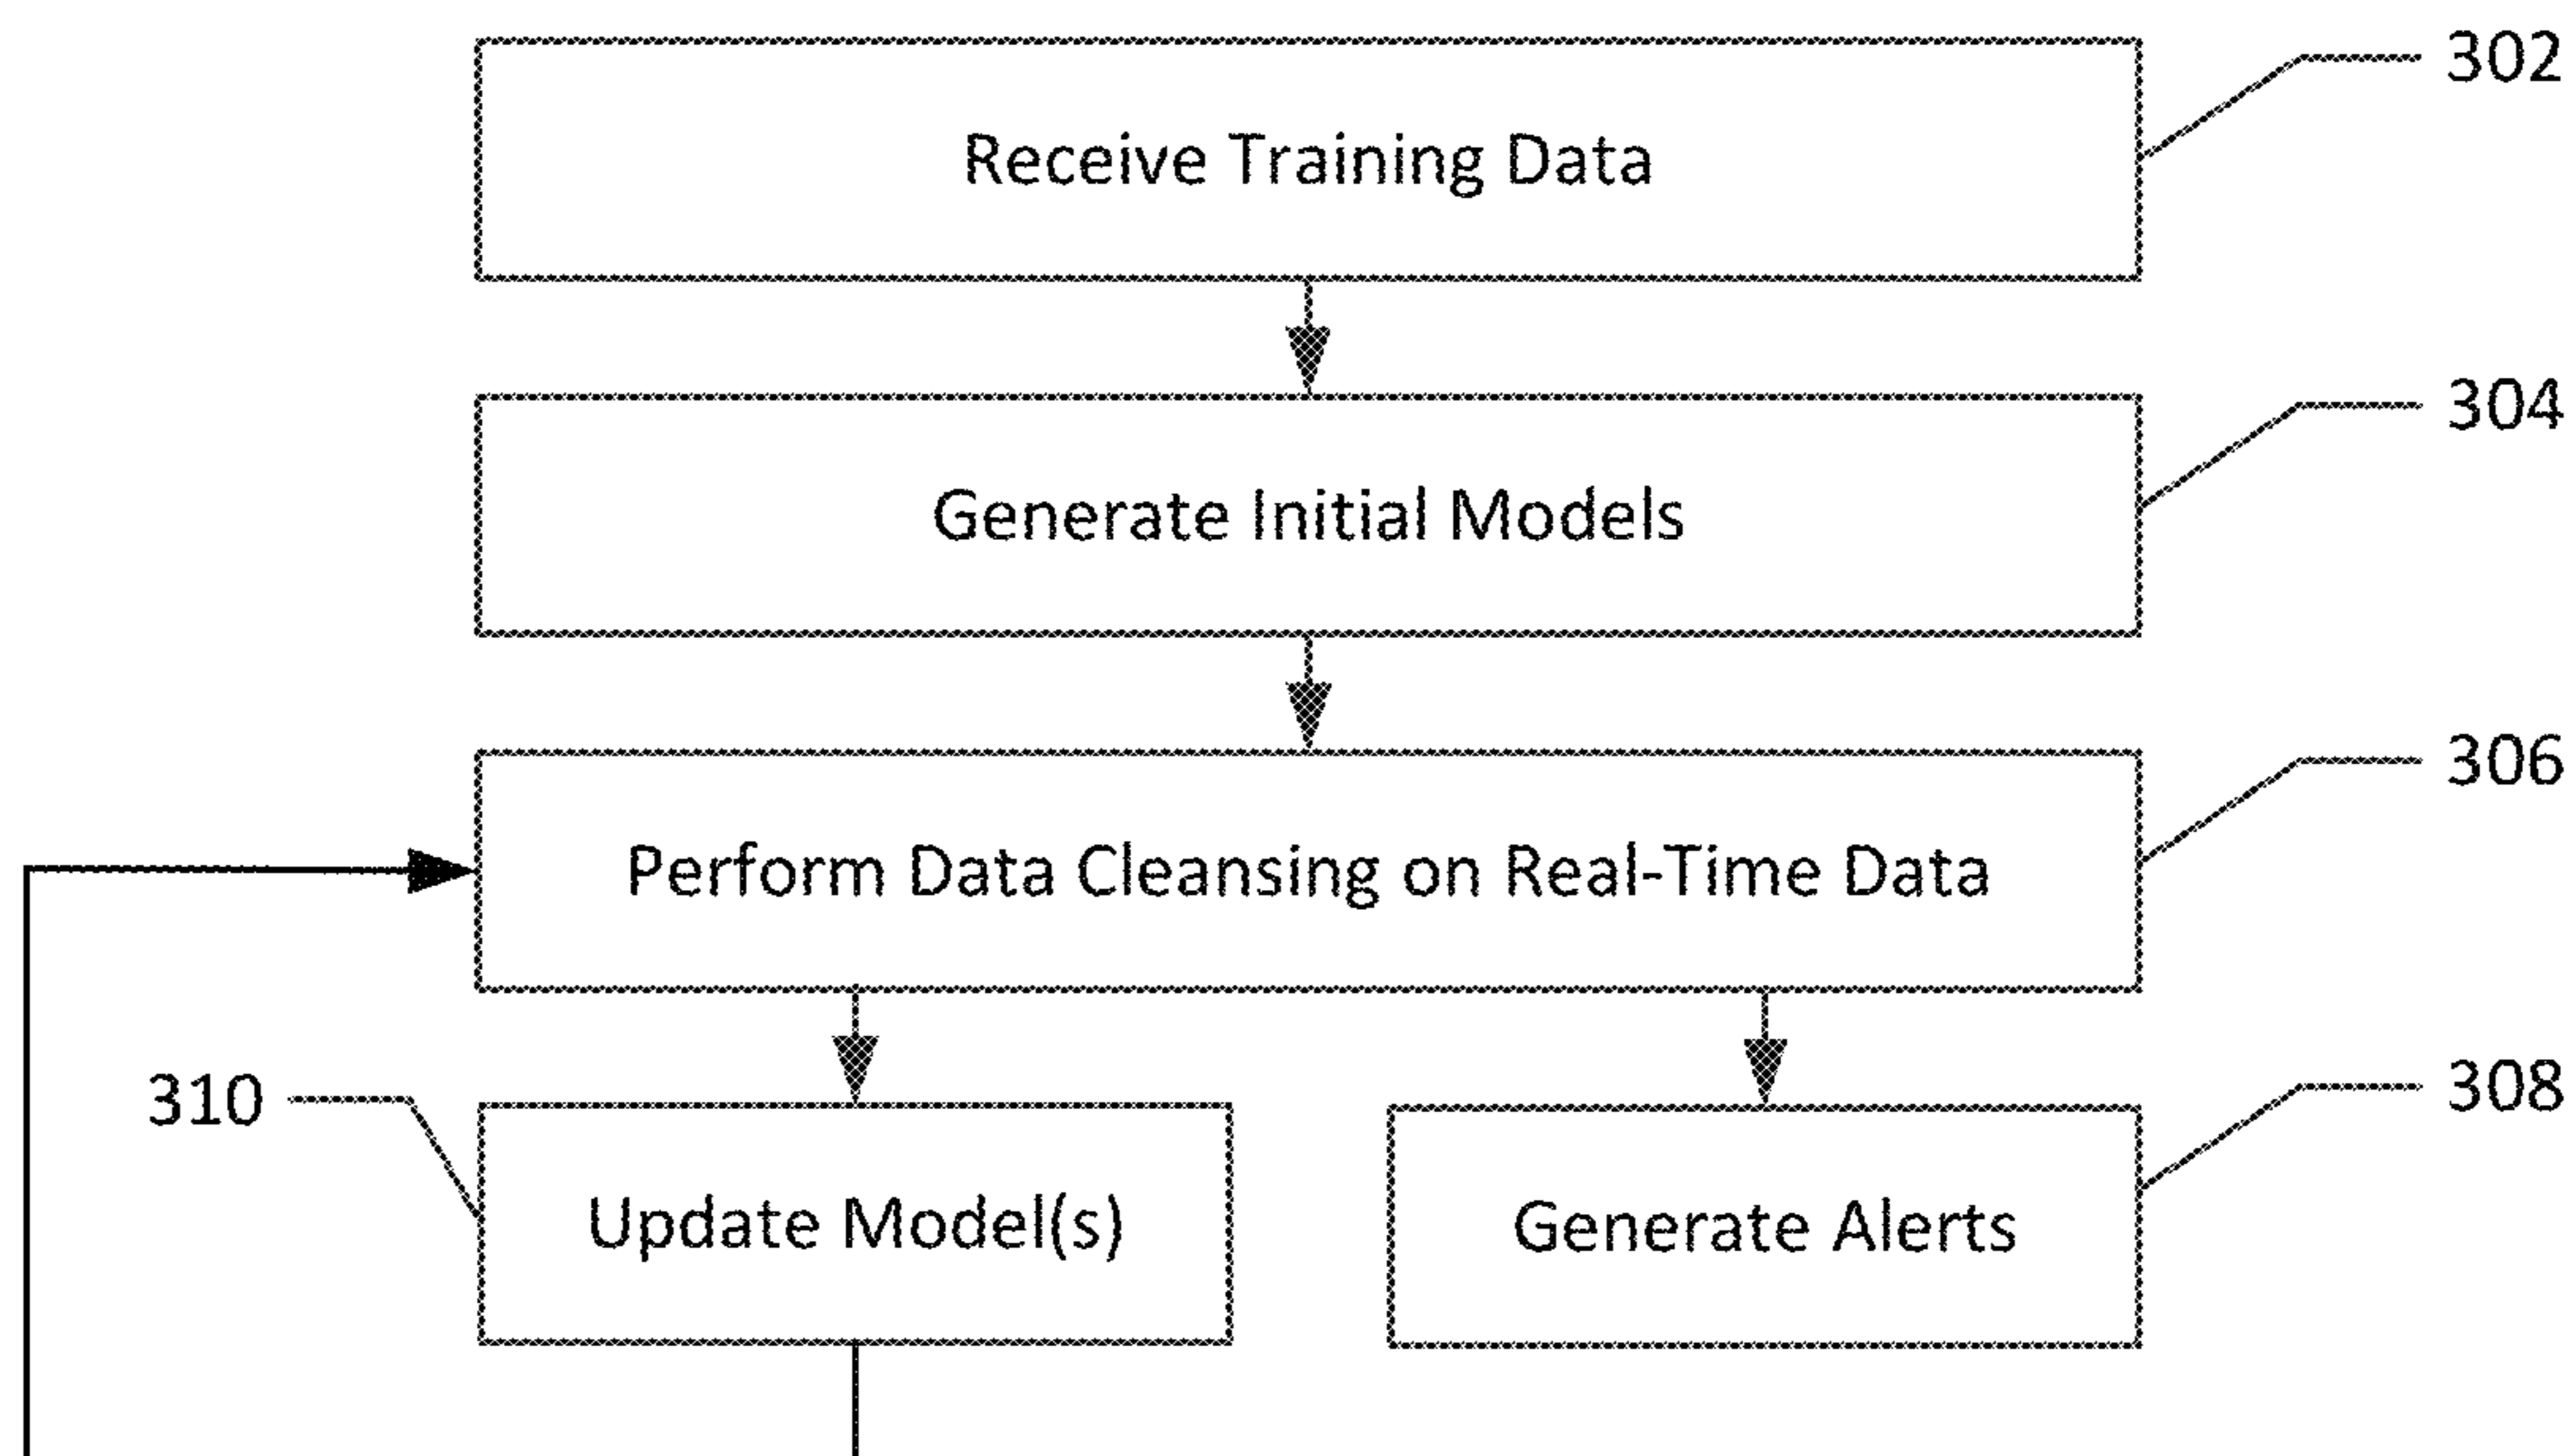 302
Receive Training Data
304
Generate Initial Models
306
Perform Data Cleansing on Real-Time Data
310
308
Update Model(s)
Generate Alerts